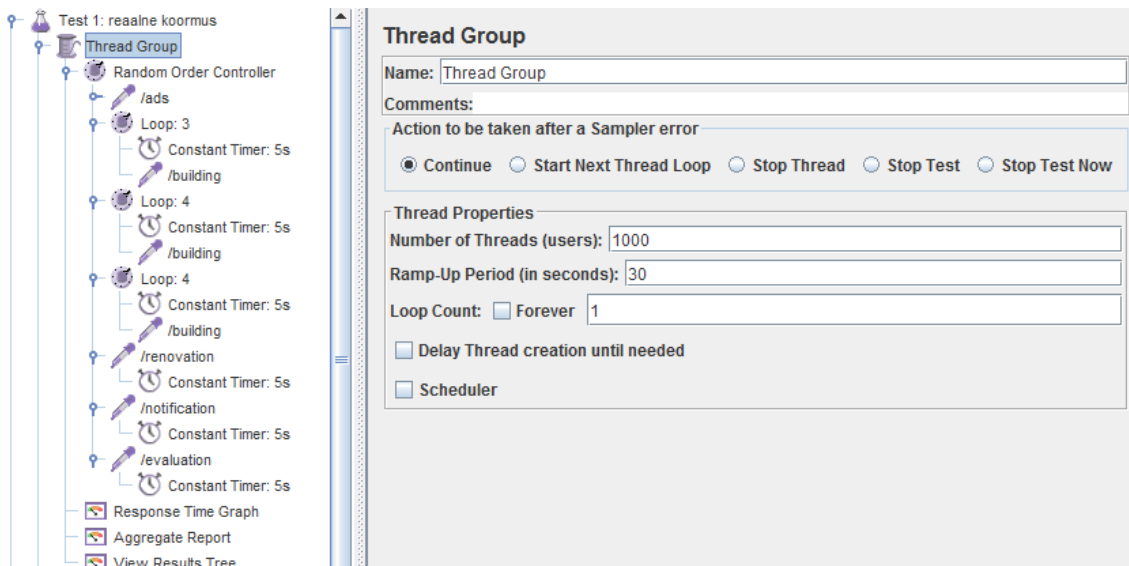 Test 1: reaalne koormus
Thread Group
Random Order Controller
/ads
Loop: 3
Constant Timer: 5s
/building
Loop: 4
Constant Timer: 5s
/building
Loop: 4
Constant Timer: 5s
/building
/renovation
Constant Timer: 5s
/notification
Constant Timer: 5s
/evaluation
Constant Timer: 5s
Response Time Graph
Aggregate Report
View Results Tree
Thread Group
Name: Thread Group
Comments:
Action to be taken after a Sampler error
Continue Start Next Thread Loop Stop Thread Stop Test Stop Test Now
Thread Properties
Number of Threads (users): 1000
Ramp-Up Period (in seconds): 30
Loop Count: Forever 1
Delay Thread creation until needed
Scheduler